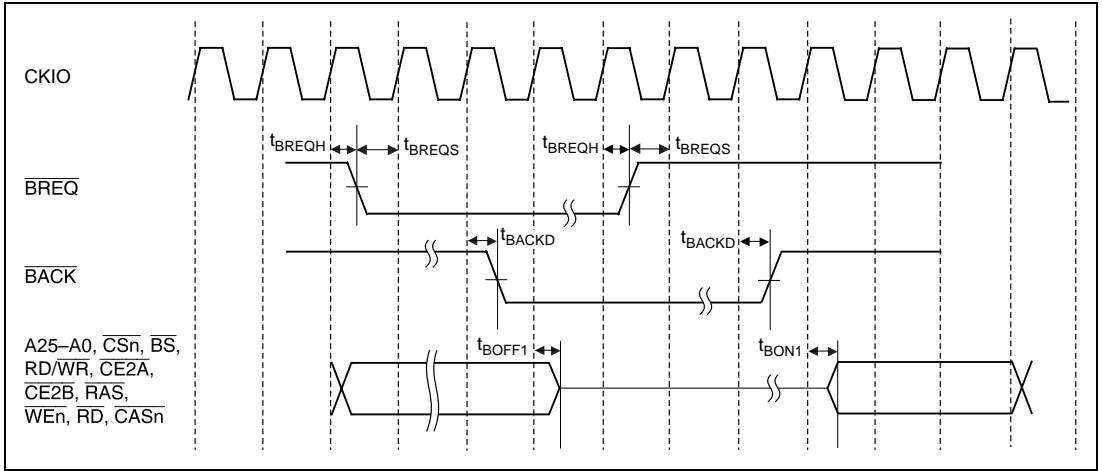 CKIO
tBREQH tBREQS tBREQH tBREQS
BREQ
tBACKD tBACKD
BACK
tBOFF1 tBON1
A25–A0, CSn, BS,
RD/WR, CE2A,
CE2B, RAS,
WEn, RD, CASn